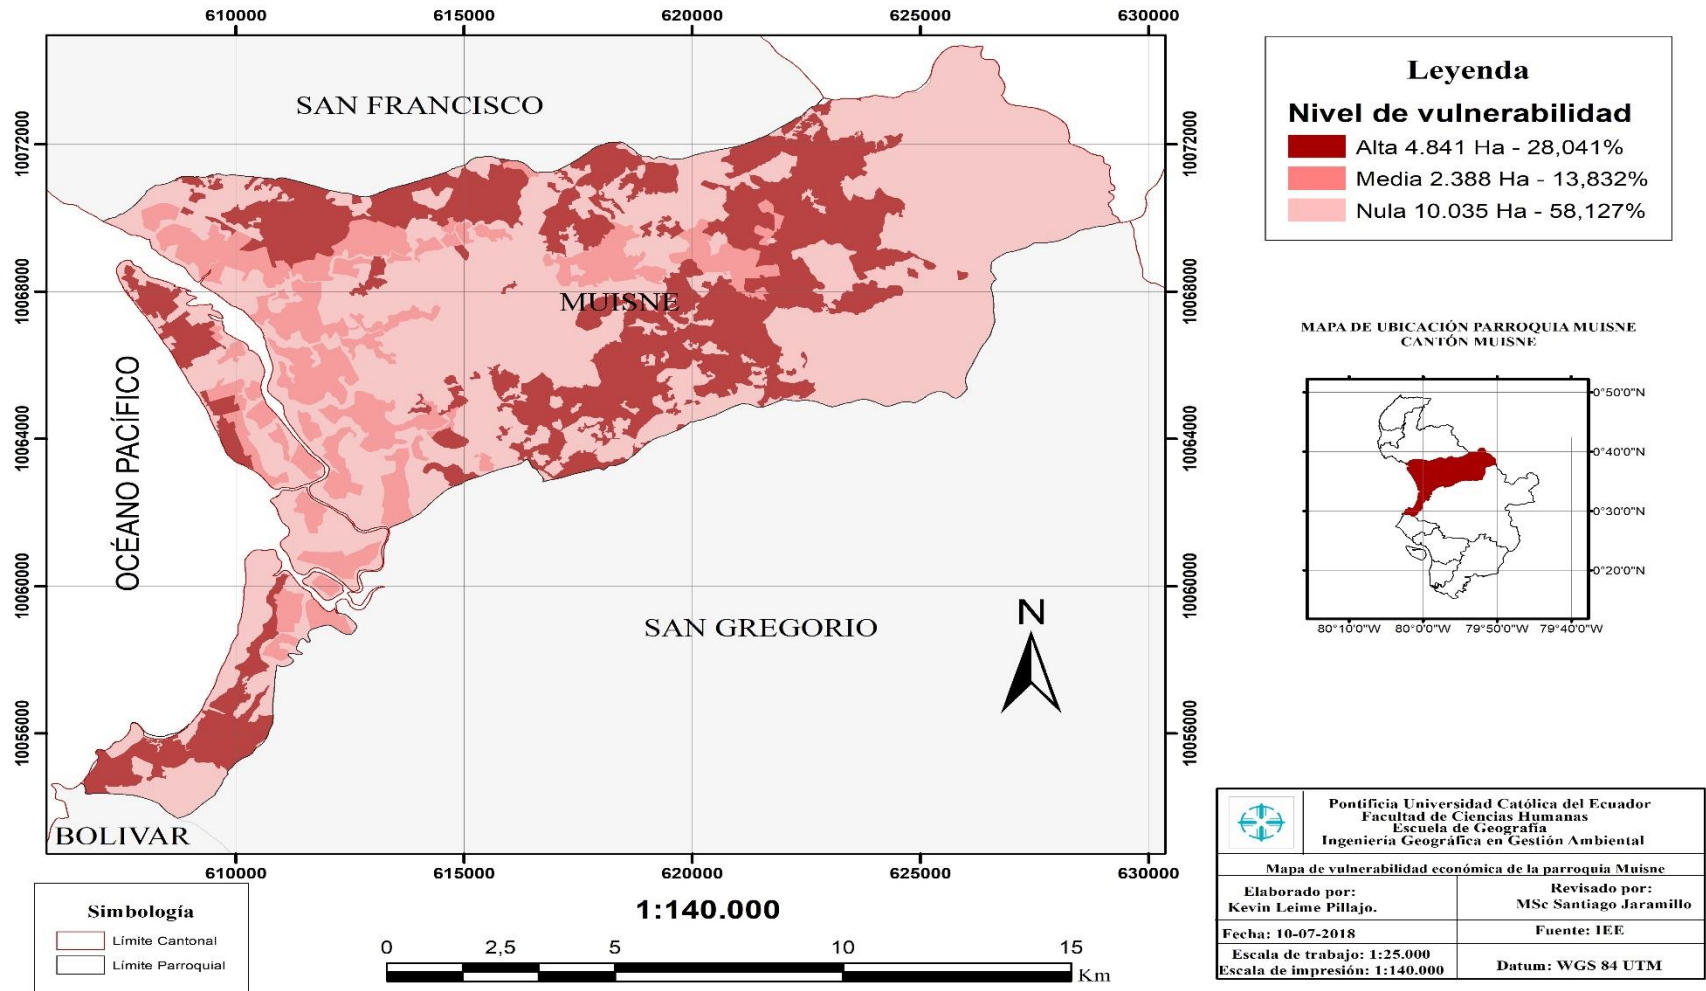 610000
615000
620000
625000
630000
10072000
10068000
10064000
10060000
10056000
SAN FRANCISCO
MUISNE
OCÉANO PACÍFICO
SAN GREGORIO
BOLIVAR
N
10072000
10068000
10064000
10060000
10056000
610000
615000
620000
625000
630000
Leyenda
Nivel de vulnerabilidad
Alta 4.841 Ha - 28,041%
Media 2.388 Ha - 13,832%
Nula 10.035 Ha - 58,127%
MAPA DE UBICACIÓN PARROQUIA MUISNE
CANTÓN MUISNE
0°50'0"N
0°40'0"N
0°30'0"N
0°20'0"N
80°10'0"W
80°0'0"W
79°50'0"W
79°40'0"W
Simbología
Límite Cantonal
Límite Parroquial
1:140.000
0
2,5
5
10
15
Km
Pontificia Universidad Católica del Ecuador
Facultad de Ciencias Humanas
Escuela de Geografía
Ingeniería Geográfica en Gestión Ambiental
Mapa de vulnerabilidad económica de la parroquia Muisne
Elaborado por:
Kevin Leime Pillajo.
Revisado por:
MSc Santiago Jaramillo
Fecha: 10-07-2018
Fuente: IEE
Escala de trabajo: 1:25.000
Escala de impresión: 1:140.000
Datum: WGS 84 UTM